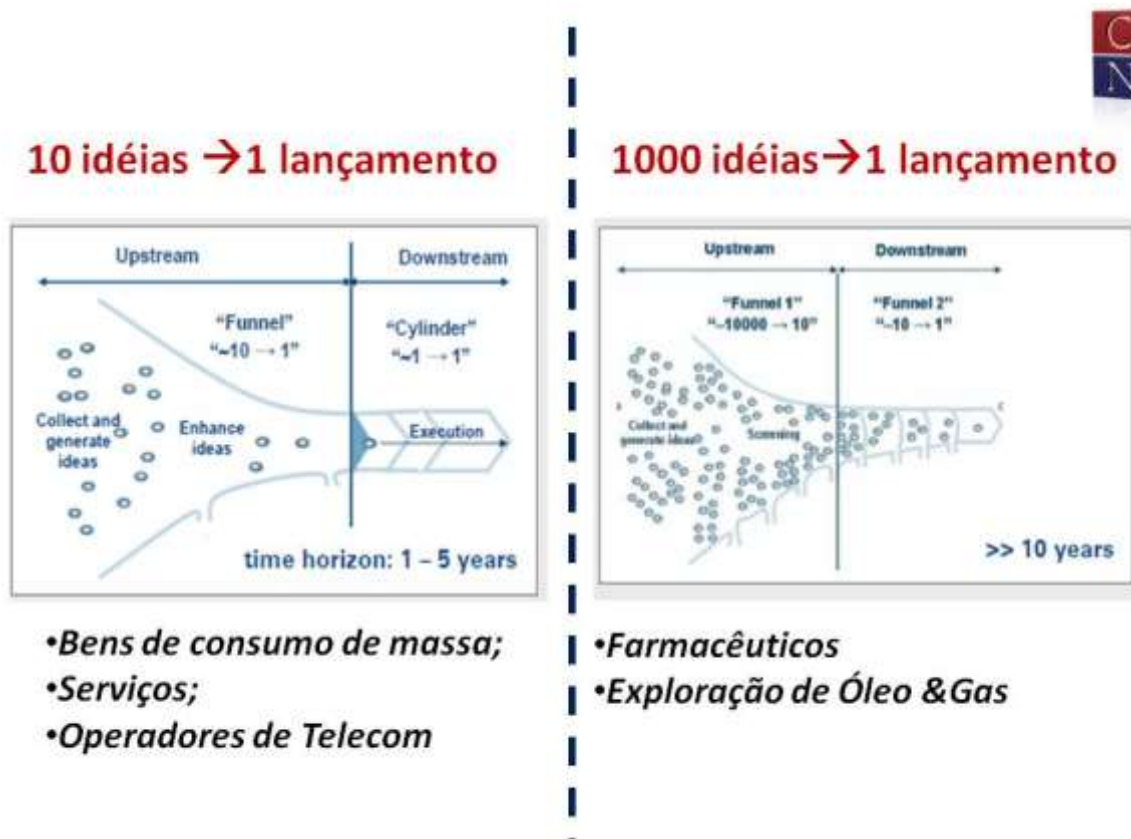 C
N
10 idéias →1 lançamento
Upstream
Downstream
“Funnel”
“~10 → 1”
“Cylinder”
“~1 → 1”
Collect and
generate
ideas
Enhance
ideas
Execution
time horizon: 1 – 5 years
•Bens de consumo de massa;
•Serviços;
•Operadores de Telecom
1000 idéias→1 lançamento
Upstream
Downstream
“Funnel 1”
“~10000 → 10”
“Funnel 2”
“~10 → 1”
Collect and
generate ideas
Screening
>> 10 years
•Farmacêuticos
•Exploração de Óleo &Gas